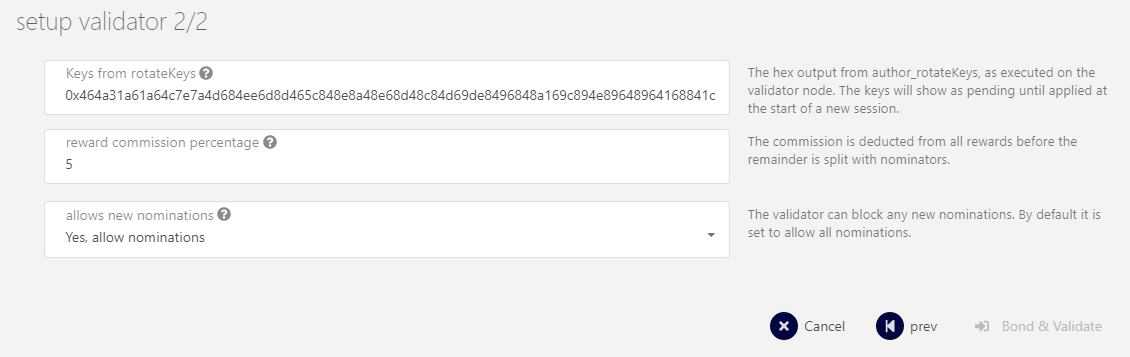 setup validator 2/2
Keys from rotateKeys
0x464a31a61a64c7e7a4d684ee6d8d465c848e8a48e68d48c84d69de8496848a169c894e89648964168841c
The hex output from author_rotateKeys, as executed on the
validator node. The keys will show as pending until applied at
the start of a new session.
reward commission percentage
5
The commission is deducted from all rewards before the
remainder is split with nominators.
allows new nominations
Yes, allow nominations
The validator can block any new nominations. By default it is
set to allow all nominations.
Cancel
prev
Bond & Validate